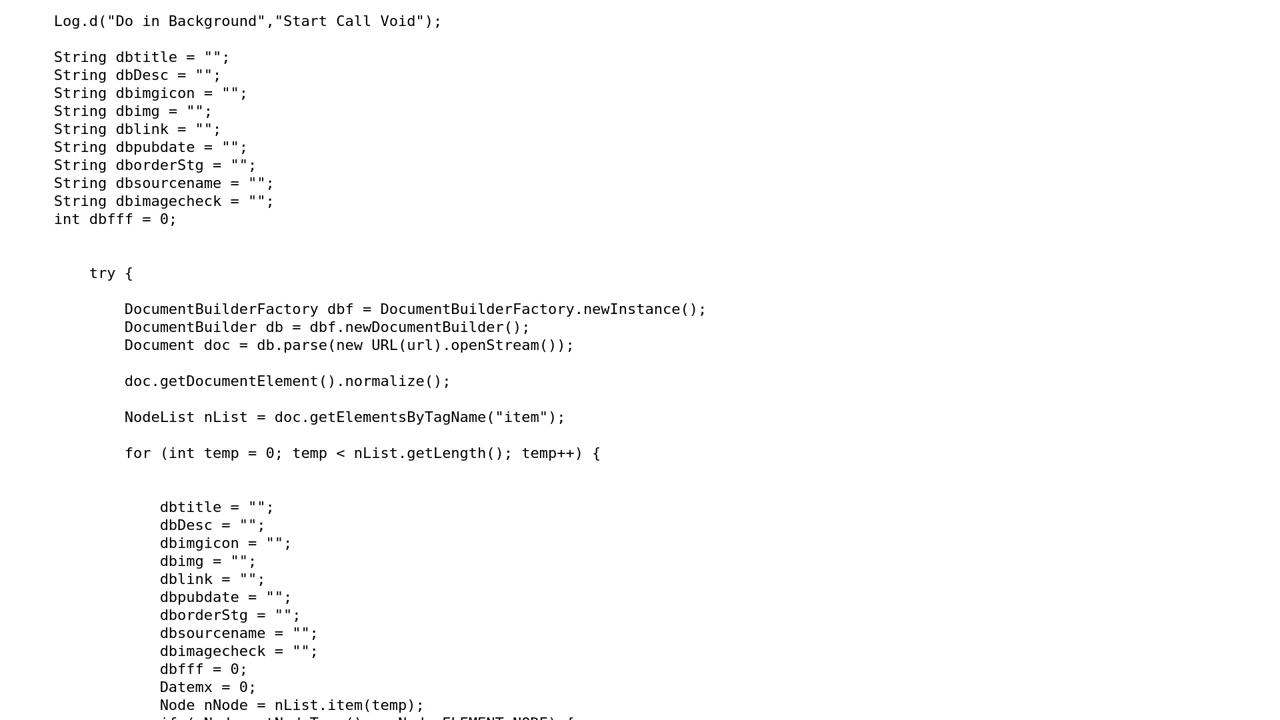 Log.d("Do in Background","Start Call Void");
String dbtitle = "";
String dbDesc = "";
String dbimgicon = "";
String dbimg = "";
String dblink = "";
String dbpubdate = "";
String dborderStg = "";
String dbsourcename = "";
String dbimagecheck = "";
int dbfff = 0;
try {
DocumentBuilderFactory dbf = DocumentBuilderFactory.newInstance();
DocumentBuilder db = dbf.newDocumentBuilder();
Document doc = db.parse(new URL(url).openStream());
doc.getDocumentElement().normalize();
NodeList nList = doc.getElementsByTagName("item");
for (int temp = 0; temp < nList.getLength(); temp++) {
dbtitle = "";
dbDesc = "";
dbimgicon = "";
dbimg = "";
dblink = "";
dbpubdate = "";
dborderStg = "";
dbsourcename = "";
dbimagecheck = "";
dbfff = 0;
Datemx = 0;
Node nNode = nList.item(temp);